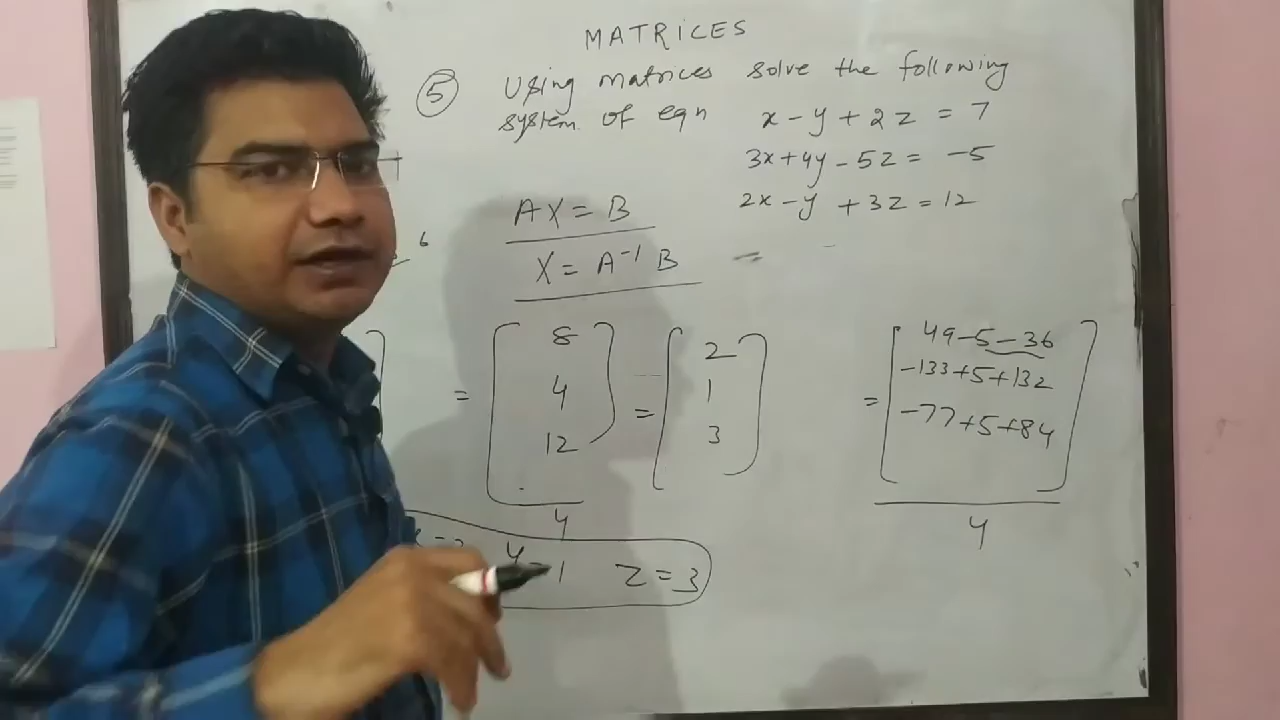 MATRICES
5 Using matrices solve the following
system of eqn x - y + 2z = 7
3x + 4y - 5z = -5
2x - y + 3z = 12
AX = B
X = A⁻¹ B =
6
= [ 8 4 12 ] / 4 = [ 2 1 3 ]
= [ 49 - 5 - 36
-133 + 5 + 132
-77 + 5 + 84 ]
4
y = 1 z = 3